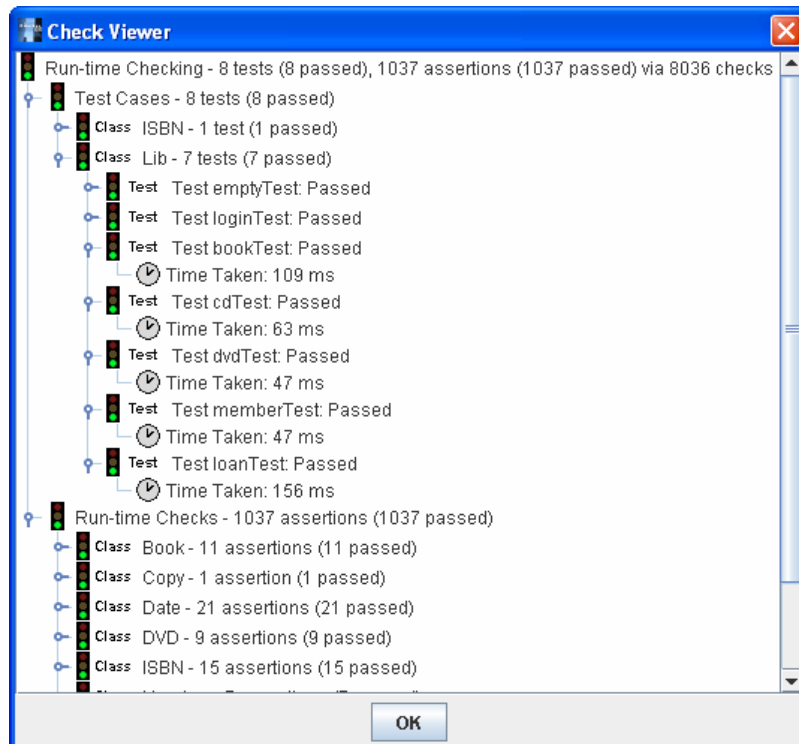 Check Viewer
Run-time Checking - 8 tests (8 passed), 1037 assertions (1037 passed) via 8036 checks
Test Cases - 8 tests (8 passed)
Class ISBN - 1 test (1 passed)
Class Lib - 7 tests (7 passed)
Test Test emptyTest: Passed
Test Test loginTest: Passed
Test Test bookTest: Passed
Time Taken: 109 ms
Test Test cdTest: Passed
Time Taken: 63 ms
Test Test dvdTest: Passed
Time Taken: 47 ms
Test Test memberTest: Passed
Time Taken: 47 ms
Test Test loanTest: Passed
Time Taken: 156 ms
Run-time Checks - 1037 assertions (1037 passed)
Class Book - 11 assertions (11 passed)
Class Copy - 1 assertion (1 passed)
Class Date - 21 assertions (21 passed)
Class DVD - 9 assertions (9 passed)
Class ISBN - 15 assertions (15 passed)
OK